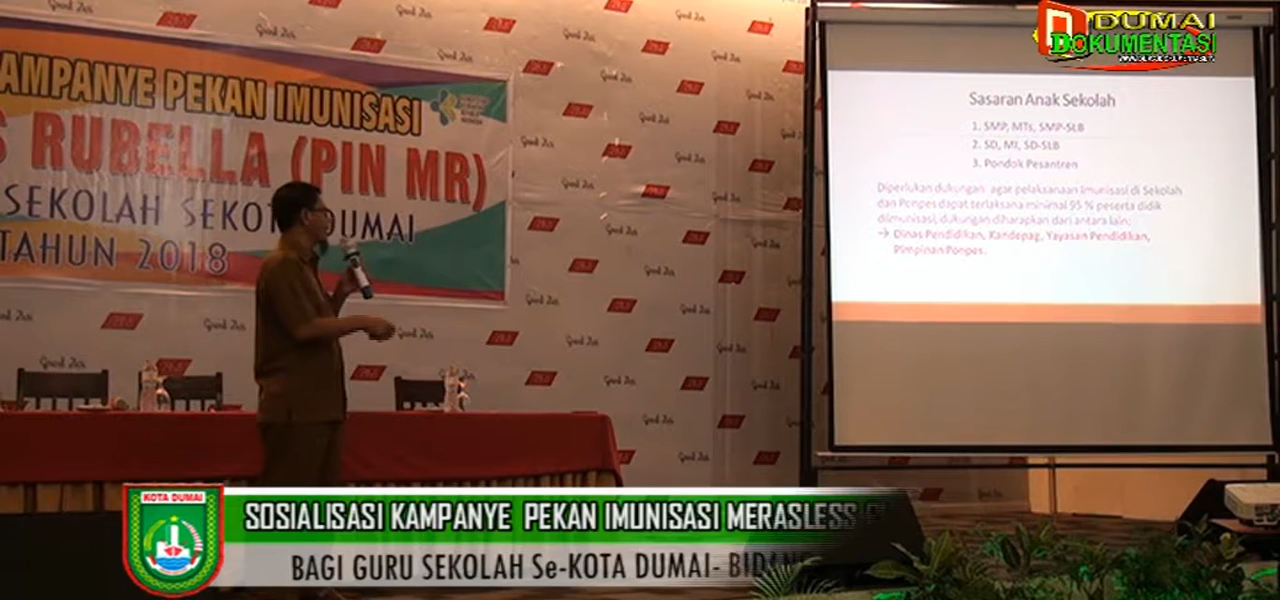 DUMAI
DOKUMENTASI
AMPANYE PEKAN IMUNISASI
S RUBELLA (PIN MR)
SEKOLAH SEKOTA DUMAI
TAHUN 2018
Sasaran Anak Sekolah
1. SMP, MTs, SMP-SLB
2. SD, MI, SD-SLB
3. Pondok Pesantren
Diperlukan dukungan agar pelaksanaan Imunisasi di Sekolah
dan Ponpes dapat terlaksana minimal 95 % peserta didik
diimunisasi, dukungan diharapkan dari antara lain:
→ Dinas Pendidikan, Kandepag, Yayasan Pendidikan,
Pimpinan Ponpes.
KOTA DUMAI
SOSIALISASI KAMPANYE PEKAN IMUNISASI MERASLESS
BAGI GURU SEKOLAH Se-KOTA DUMAI-